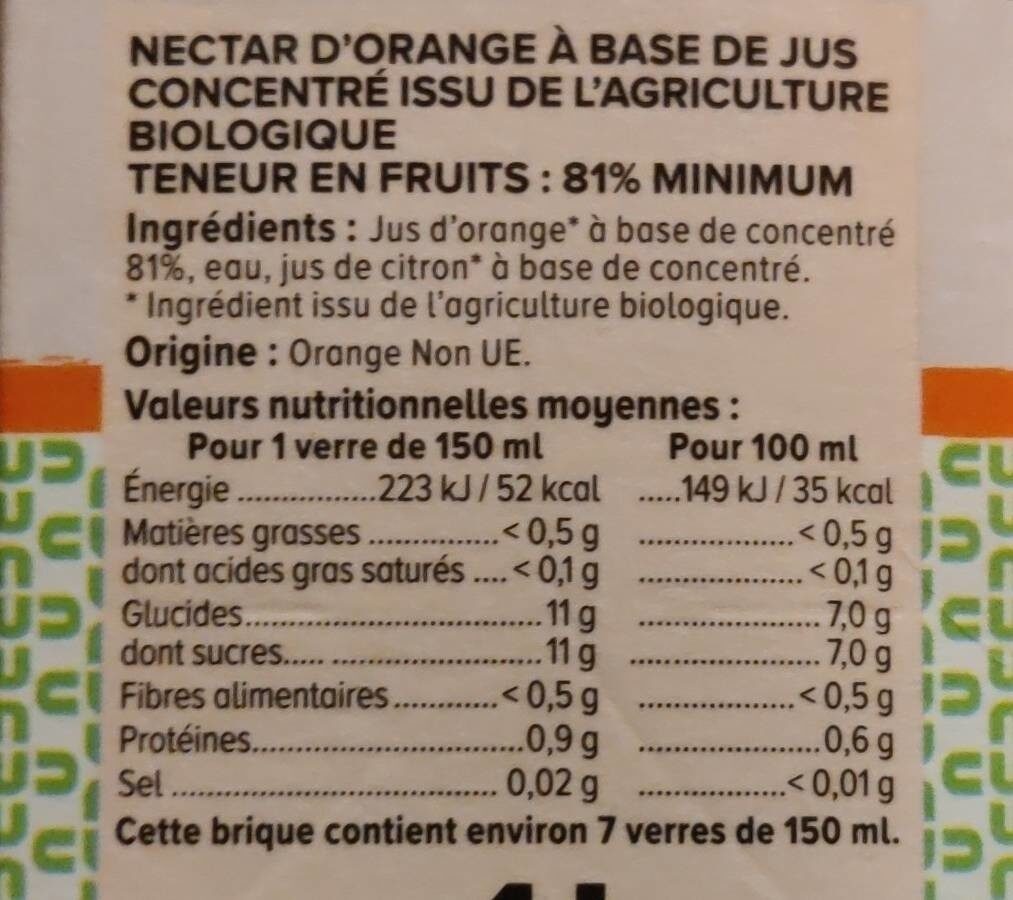 NECTAR D'ORANGE À BASE DE JUS
CONCENTRÉ ISSU DE L'AGRICULTURE
BIOLOGIQUE
TENEUR EN FRUITS : 81% MINIMUM
Ingrédients : Jus d'orange* à base de concentré
81%, eau, jus de citron* à base de concentré.
* Ingrédient issu de l'agriculture biologique.
Origine : Orange Non UE.
Valeurs nutritionnelles moyennes :
Pour 1 verre de 150 ml Pour 100 ml
Énergie ................223 kJ / 52 kcal .....149 kJ / 35 kcal
Matières grasses ...............< 0,5 g ..................< 0,5 g
dont acides gras saturés ....< 0,1 g ...................< 0,1 g
Glucides.................................11 g .....................7,0 g
dont sucres..... .......................11 g .....................7,0 g
Fibres alimentaires............< 0,5 g ..................< 0,5 g
Protéines..............................0,9 g .....................0,6 g
Sel ..................................... 0,02 g .................< 0,01 g
Cette brique contient environ 7 verres de 150 ml.